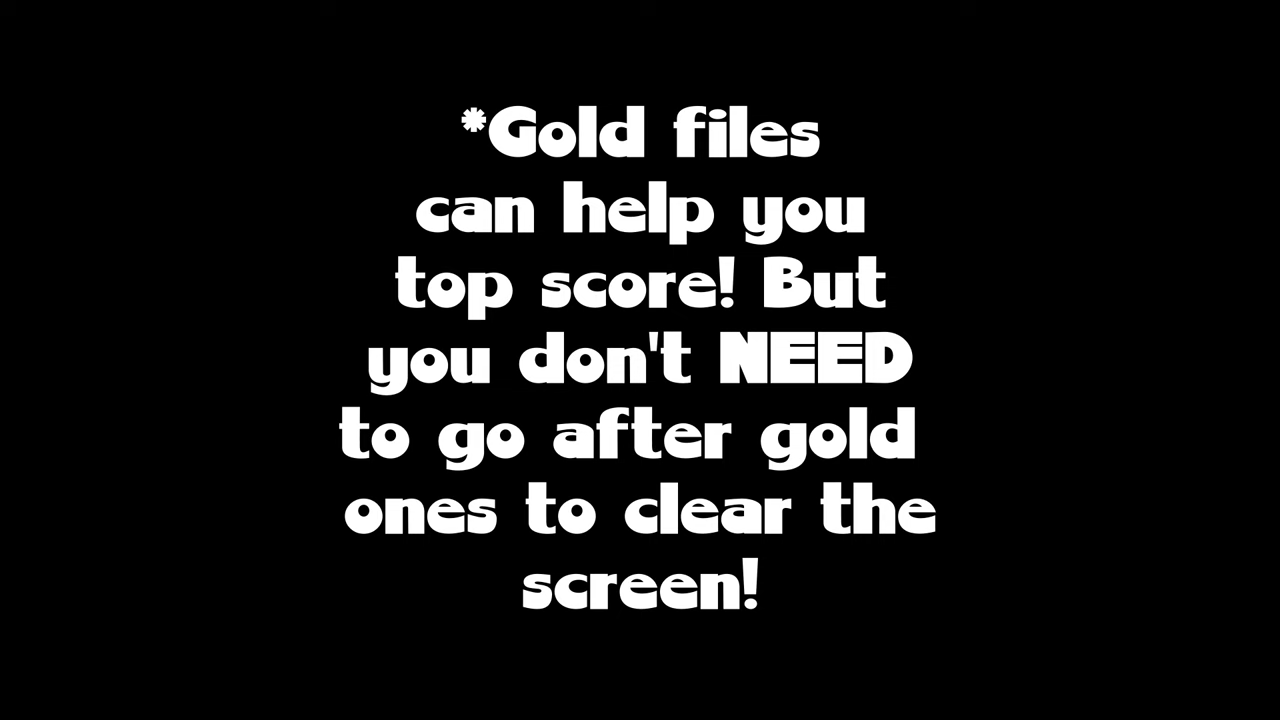 *Gold files
can help you
top score! But
you don't NEED
to go after gold
ones to clear the
screen!